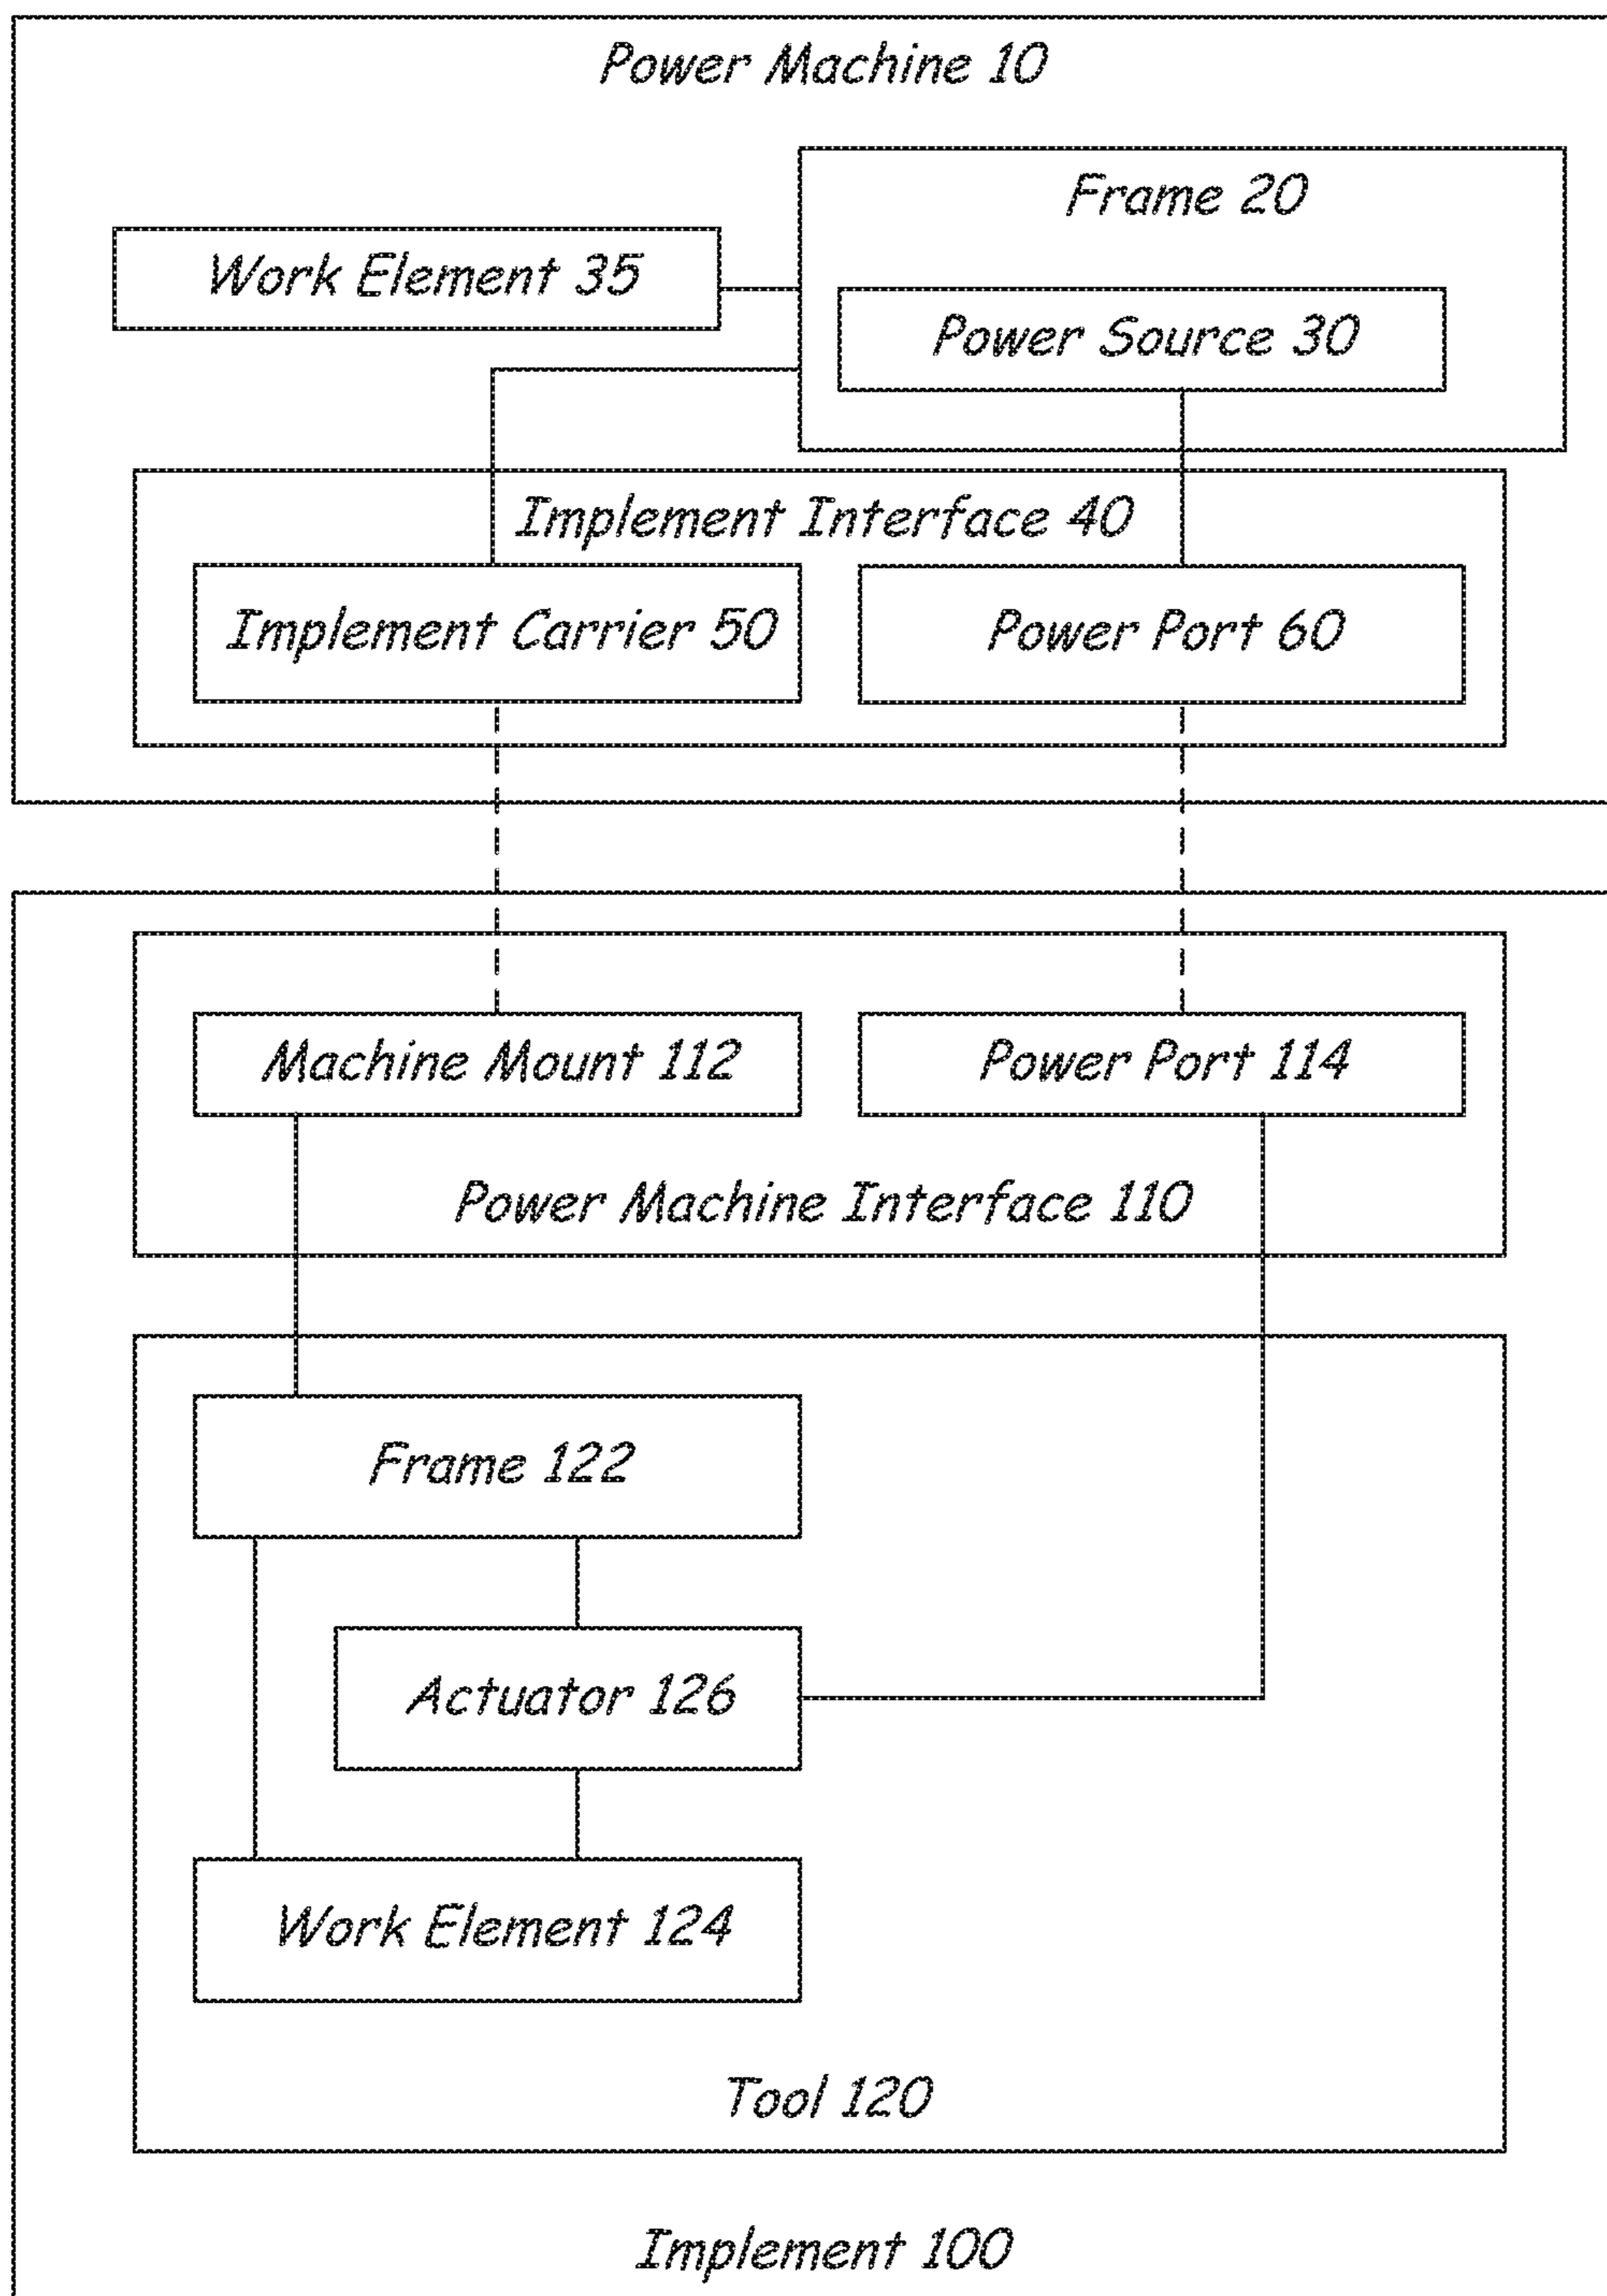 Power Machine 10
Frame 20
Work Element 35
Power Source 30
Implement Interface 40
Implement Carrier 50
Power Port 60
Machine Mount 112
Power Port 114
Power Machine Interface 110
Frame 122
Actuator 126
Work Element 124
Tool 120
Implement 100